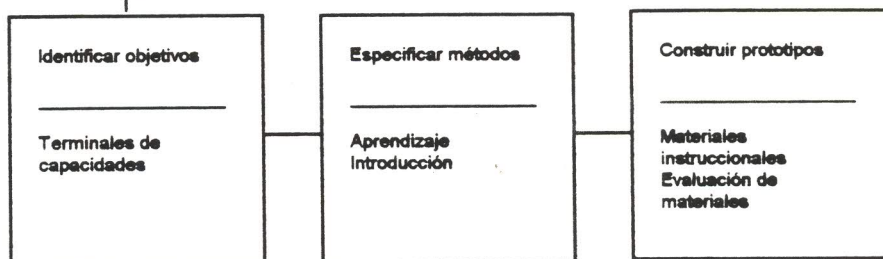 Identificar objetivos
Terminales de
capacidades
Especificar métodos
Aprendizaje
Introducción
Construir prototipos
Materiales
instruccionales
Evaluación de
materiales